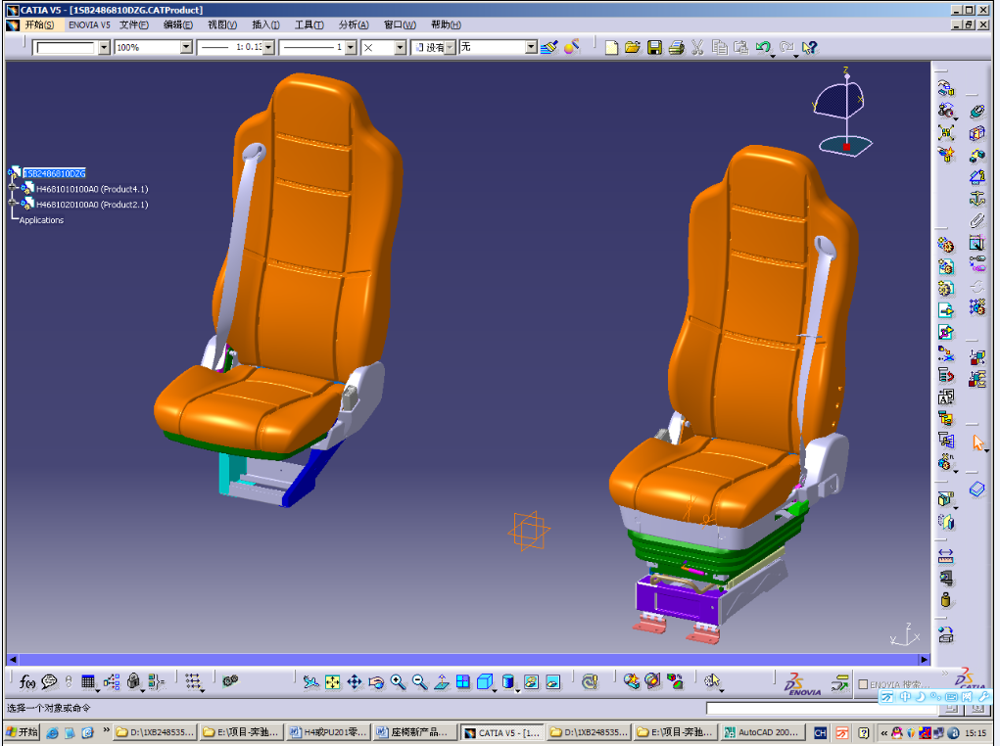 CATIA V5 - [1SB2486810DZG.CATProduct]
开始(S) ENOVIA V5 文件(F) 编辑(E) 视图(V) 插入(I) 工具(T) 分析(A) 窗口(W) 帮助(H)
100% 1: 0.13 1 没有 无
Z
Y X
1SB2486810DZG
H4681010100A0 (Product4.1)
H4681020100A0 (Product2.1)
Applications
z
y x
f(x)
ENOVIA
ENOVIA 搜索...
CATIA
中
选择一个对象或命令
开始 » D:\1XB248535... E:\项目-奔驰... H4或PU201零... 座椅新产品... CATIA V5 - [1... D:\1XB248535... E:\项目-奔驰... AutoCAD 200... CH « 15:15